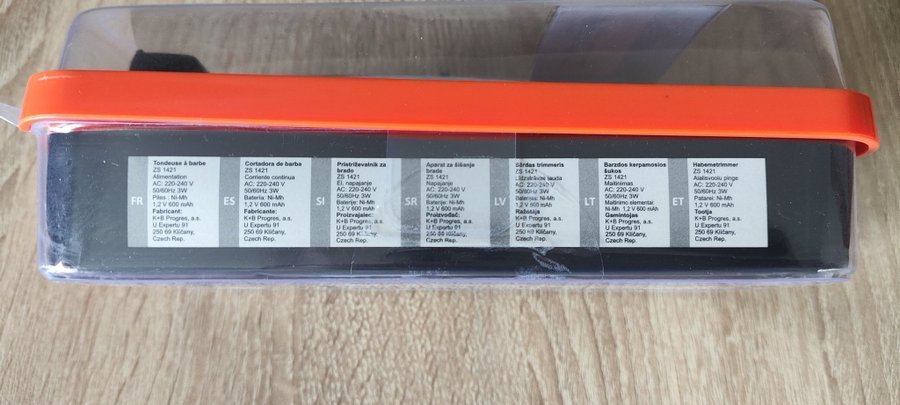 FR
Tondeuse à barbe
ZS 1421
Alimentation
AC: 220-240 V
50/60Hz 3W
Piles : Ni-Mh
1,2 V 600 mAh
Fabricant:
K+B Progres, a.s.
U Expertu 91
250 69 Klíčany,
Czech Rep.
ES
Cortadora de barba
ZS 1421
Corriente continua
AC: 220-240 V
50/60Hz 3W
Batería: Ni-Mh
1,2 V 600 mAh
Fabricante:
K+B Progres, a.s.
U Expertu 91
250 69 Klíčany,
Czech Rep.
Pristriževalnik za
brado
ZS 1421
El. napajanje
AC: 220-240 V
50/60Hz 3W
Baterije: Ni-Mh
1,2 V 600 mAh
Proizvajalec:
K+B Progres, a.s.
U Expertu 91
250 69 Klíčany,
Czech Rep.
SR
Aparat za šišanje
brade
ZS 1421
Napajanje
AC: 220-240 V
50/60Hz 3W
Baterije: Ni-Mh
1,2 V 600 mAh
Proizvođač:
K+B Progres, a.s.
U Expertu 91
250 69 Klíčany,
Czech Rep.
LV
Bārdas trimmeris
ZS 1421
Uzlādēšanas jauda
AC: 220-240 V
50/60Hz 3W
Baterija: Ni-Mh
1,2 V 600 mAh
Ražotājs
K+B Progres, a.s.
U Expertu 91
250 69 Klíčany,
Czech Rep.
LT
Barzdos kerpamosios
šukos
ZS 1421
Maitinimas
AC: 220-240 V
50/60Hz 3W
Maitinimo elementai:
Ni-Mh 1,2 V 600 mAh
Gamintojas
K+B Progres, a.s.
U Expertu 91
250 69 Klíčany,
Czech Rep.
ET
Habemetrimmer
ZS 1421
Alalisvoolu pinge
AC: 220-240 V
50/60Hz 3W
Patarei: Ni-Mh
1,2 V 600 mAh
Tootja
K+B Progres, a.s.
U Expertu 91
250 69 Klíčany,
Czech Rep.